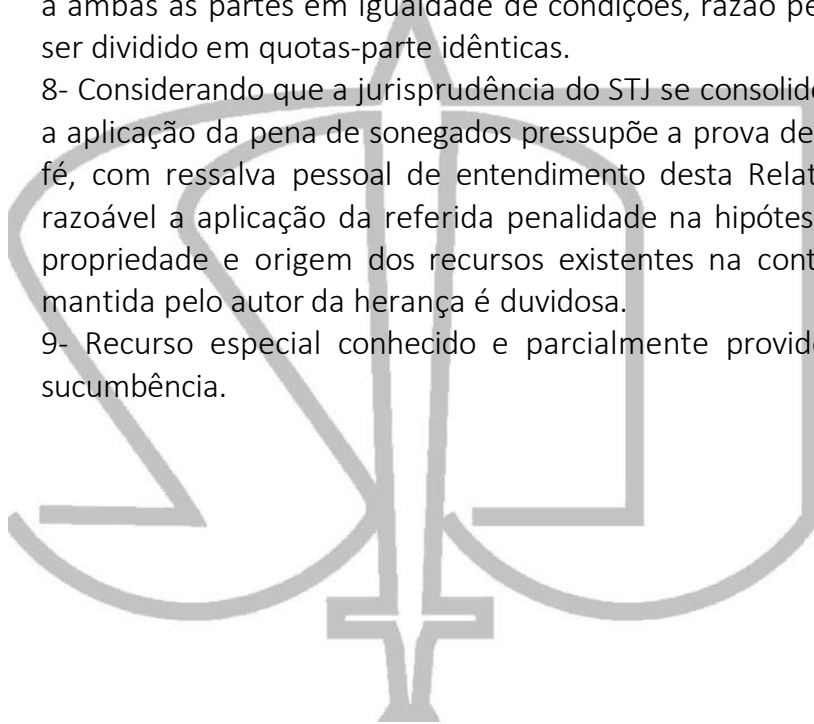 a ambas as partes em igualdade de condições, razão pe
ser dividido em quotas-parte idênticas.
8- Considerando que a jurisprudência do STJ se consolid
a aplicação da pena de sonegados pressupõe a prova de
fé, com ressalva pessoal de entendimento desta Relat
razoável a aplicação da referida penalidade na hipótes
propriedade e origem dos recursos existentes na cont
mantida pelo autor da herança é duvidosa.
9- Recurso especial conhecido e parcialmente provid
sucumbência.